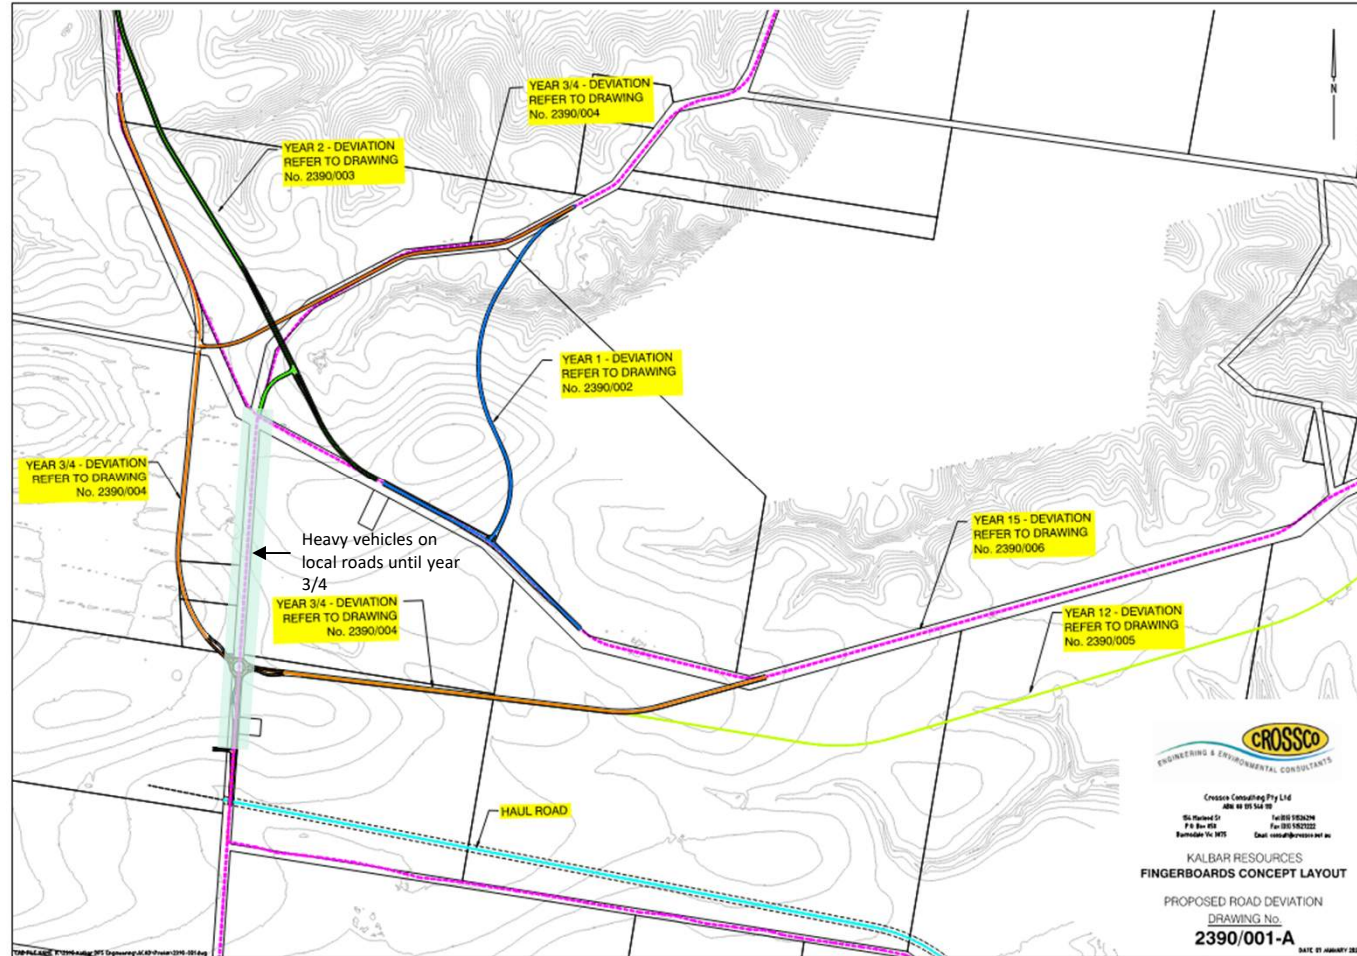 YEAR 3/4 - DEVIATION
REFER TO DRAWING
No. 2390/004
N
YEAR 2 - DEVIATION
REFER TO DRAWING
No. 2390/003
YEAR 1 - DEVIATION
REFER TO DRAWING
No. 2390/002
YEAR 3/4 - DEVIATION
REFER TO DRAWING
No. 2390/004
Heavy vehicles on
local roads until year
3/4
YEAR 15 - DEVIATION
REFER TO DRAWING
No. 2390/006
YEAR 3/4 - DEVIATION
REFER TO DRAWING
No. 2390/004
YEAR 12 - DEVIATION
REFER TO DRAWING
No. 2390/005
HAUL ROAD
CROSSCO
ENGINEERING & ENVIRONMENTAL CONSULTANTS
Crossco Consulting Pty Ltd
KALBAR RESOURCES
FINGERBOARDS CONCEPT LAYOUT
PROPOSED ROAD DEVIATION
DRAWING No.
2390/001-A